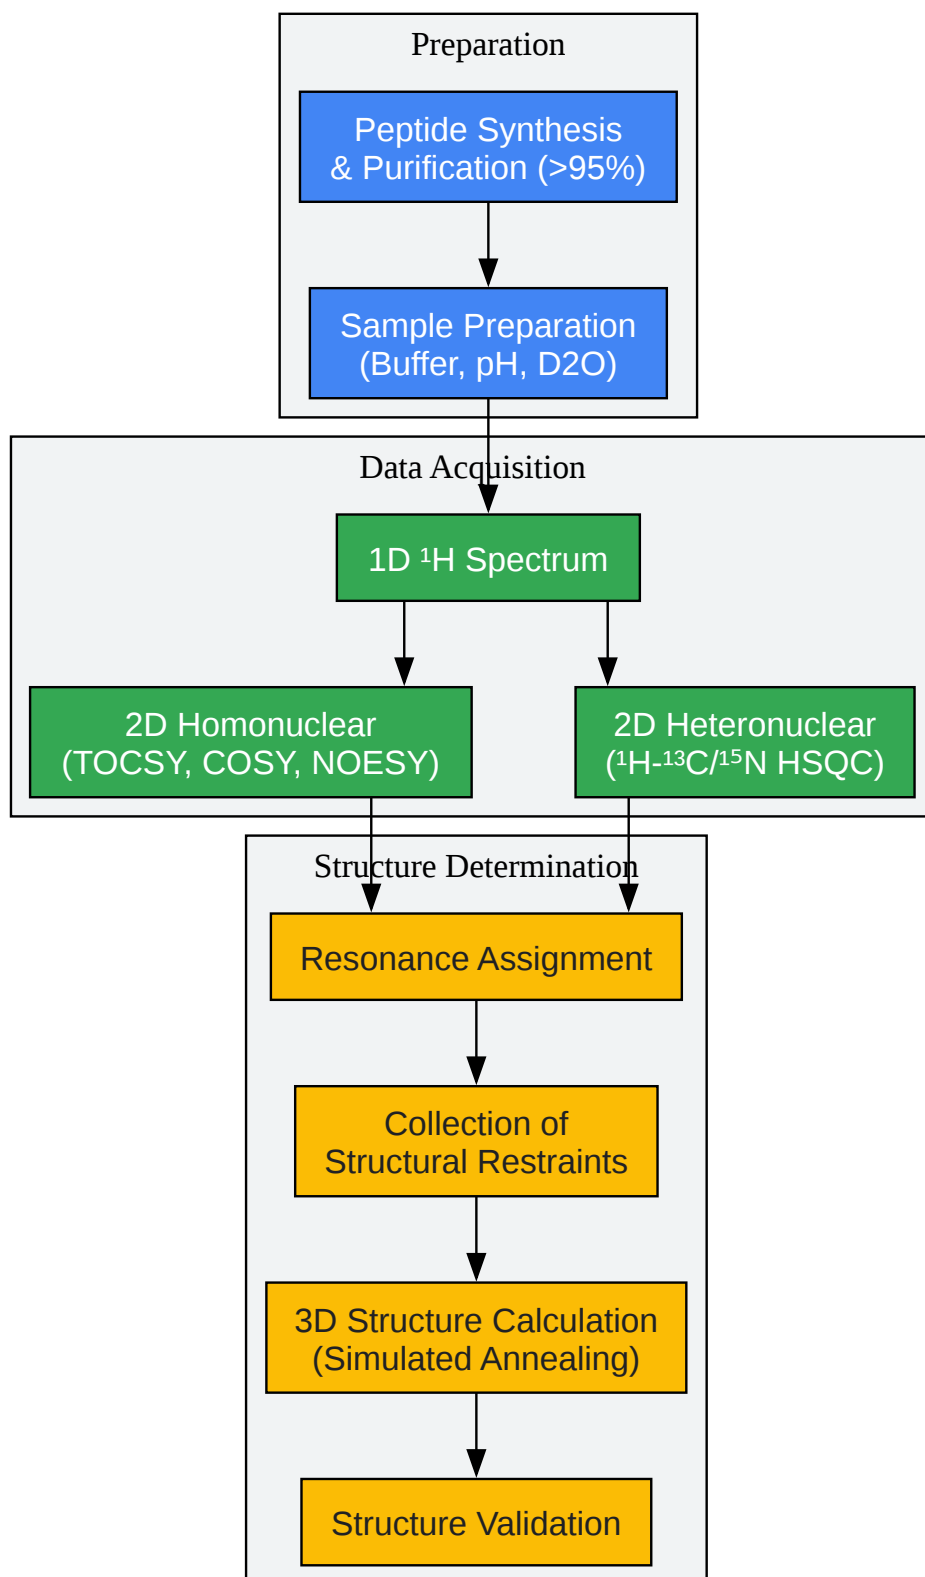 Preparation
Peptide Synthesis
& Purification (>95%)
Sample Preparation
(Buffer, pH, D2O)
Data Acquisition
1D ¹H Spectrum
2D Homonuclear
(TOCSY, COSY, NOESY)
2D Heteronuclear
(¹H-¹³C/¹⁵N HSQC)
Structure Determination
Resonance Assignment
Collection of
Structural Restraints
3D Structure Calculation
(Simulated Annealing)
Structure Validation